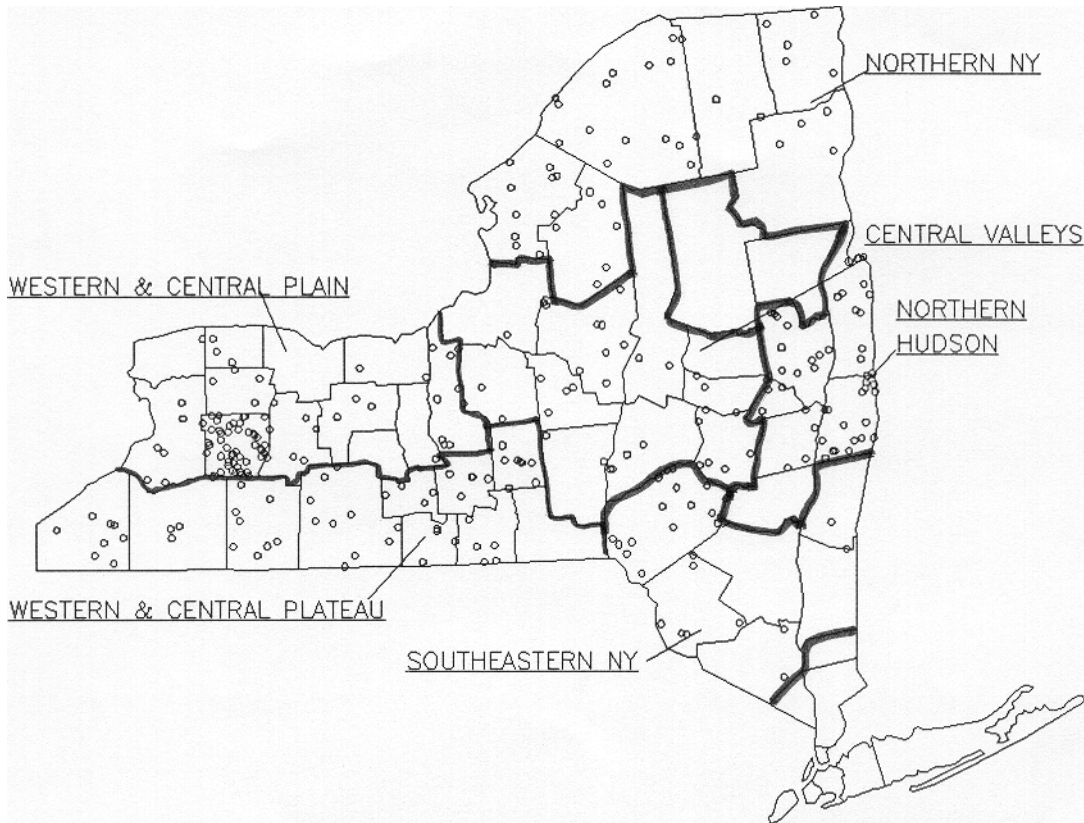 NORTHERN NY
CENTRAL VALLEYS
WESTERN & CENTRAL PLAIN
NORTHERN
HUDSON
WESTERN & CENTRAL PLATEAU
SOUTHEASTERN NY